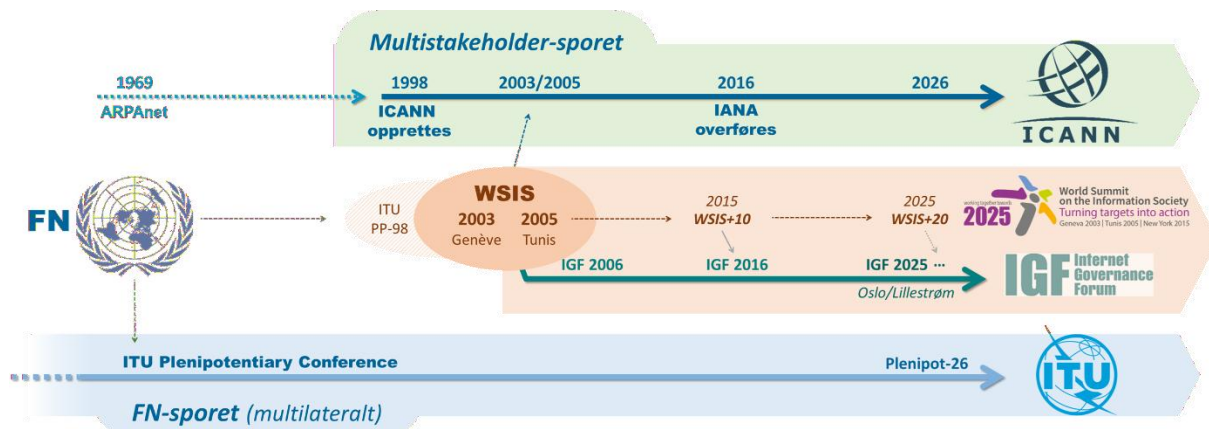 Multistakeholder-sporet
1969
ARPAnet
1998
ICANN
opprettes
2003/2005
2016
IANA
overføres
2026
ICANN
FN
ITU
PP-98
WSIS
2003 2005
Genève Tunis
2015
WSIS+10
2025
WSIS+20
working together towards
2025
World Summit
on the Information Society
Turning targets into action
Geneva 2003 | Tunis 2005 | New York 2015
IGF 2006
IGF 2016
IGF 2025 ...
Oslo/Lillestrøm
IGF
Internet
Governance
Forum
ITU Plenipotentiary Conference
Plenipot-26
ITU
FN-sporet (multilateralt)